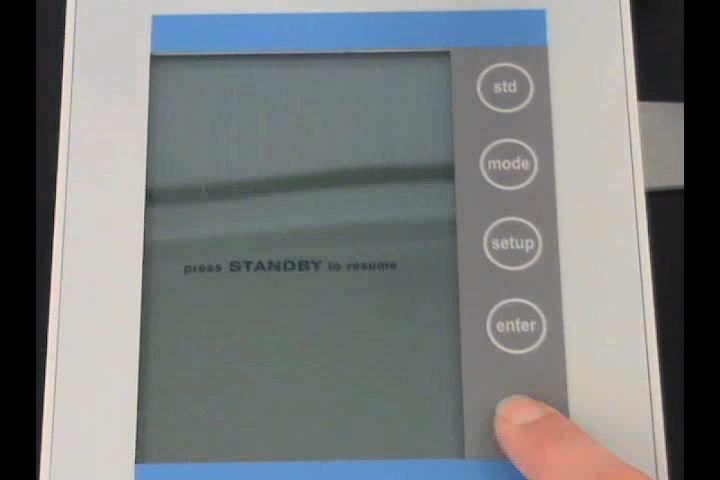 std
mode
setup
press STANDBY to resume
enter